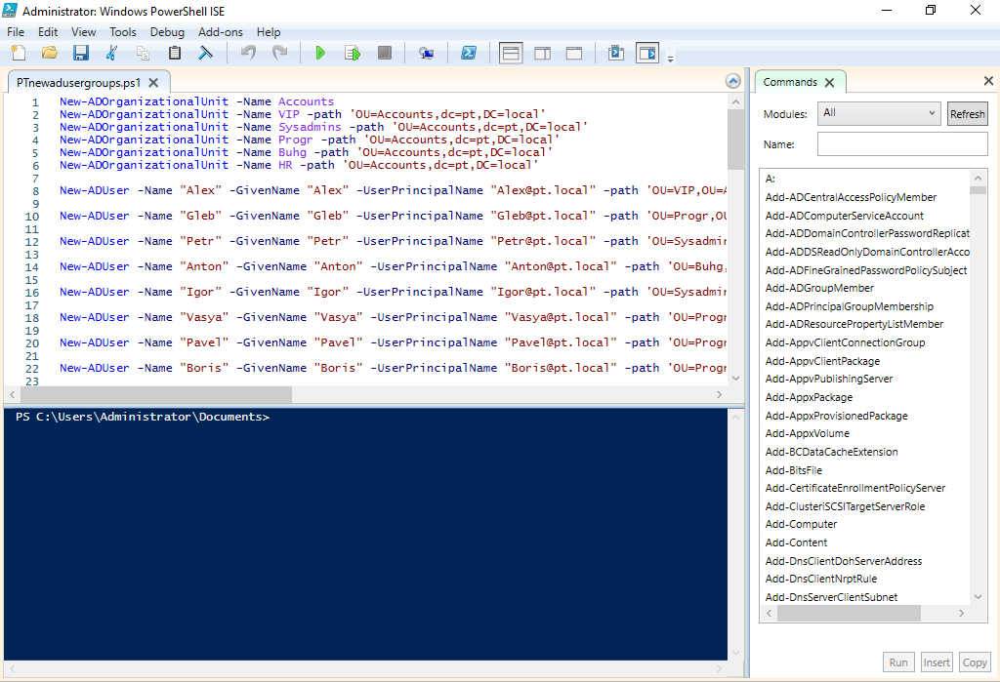 Administrator: Windows PowerShell ISE
File Edit View Tools Debug Add-ons Help
PTnewadusergroups.ps1
1 New-ADOrganizationalUnit -Name Accounts
2 New-ADOrganizationalUnit -Name VIP -path 'OU=Accounts,dc=pt,DC=local'
3 New-ADOrganizationalUnit -Name Sysadmins -path 'OU=Accounts,dc=pt,DC=local'
4 New-ADOrganizationalUnit -Name Progr -path 'OU=Accounts,dc=pt,DC=local'
5 New-ADOrganizationalUnit -Name Buhg -path 'OU=Accounts,dc=pt,DC=local'
6 New-ADOrganizationalUnit -Name HR -path 'OU=Accounts,dc=pt,DC=local'
7
8 New-ADUser -Name "Alex" -GivenName "Alex" -UserPrincipalName "Alex@pt.local" -path 'OU=VIP,OU=A
9
10 New-ADUser -Name "Gleb" -GivenName "Gleb" -UserPrincipalName "Gleb@pt.local" -path 'OU=Progr,OU
11
12 New-ADUser -Name "Petr" -GivenName "Petr" -UserPrincipalName "Petr@pt.local" -path 'OU=Sysadmin
13
14 New-ADUser -Name "Anton" -GivenName "Anton" -UserPrincipalName "Anton@pt.local" -path 'OU=Buhg,
15
16 New-ADUser -Name "Igor" -GivenName "Igor" -UserPrincipalName "Igor@pt.local" -path 'OU=Sysadmin
17
18 New-ADUser -Name "Vasya" -GivenName "Vasya" -UserPrincipalName "Vasya@pt.local" -path 'OU=Progr
19
20 New-ADUser -Name "Pavel" -GivenName "Pavel" -UserPrincipalName "Pavel@pt.local" -path 'OU=Progr
21
22 New-ADUser -Name "Boris" -GivenName "Boris" -UserPrincipalName "Boris@pt.local" -path 'OU=Progr
23
PS C:\Users\Administrator\Documents>
Commands
Modules: All Refresh
Name:
A:
Add-ADCentralAccessPolicyMember
Add-ADComputerServiceAccount
Add-ADDomainControllerPasswordReplicat
Add-ADDSReadOnlyDomainControllerAcco
Add-ADFineGrainedPasswordPolicySubject
Add-ADGroupMember
Add-ADPrincipalGroupMembership
Add-ADResourcePropertyListMember
Add-AppvClientConnectionGroup
Add-AppvClientPackage
Add-AppvPublishingServer
Add-AppxPackage
Add-AppxProvisionedPackage
Add-AppxVolume
Add-BCDataCacheExtension
Add-BitsFile
Add-CertificateEnrollmentPolicyServer
Add-ClusteriSCSITargetServerRole
Add-Computer
Add-Content
Add-DnsClientDohServerAddress
Add-DnsClientNrptRule
Add-DnsServerClientSubnet
Run Insert Copy